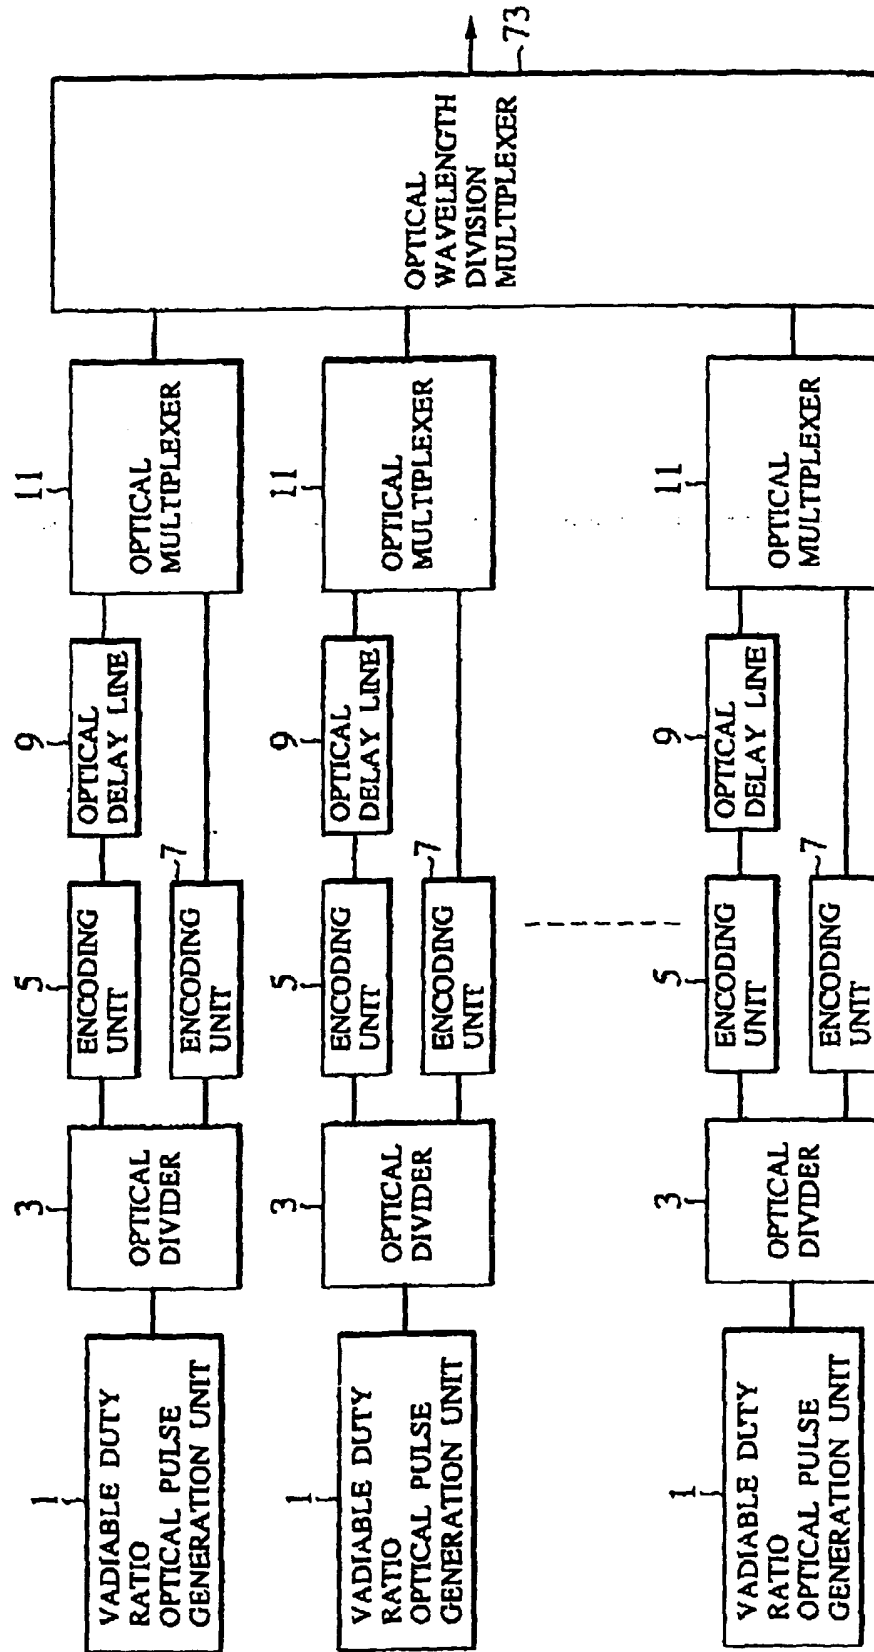 1
VADIABLE DUTY
RATIO
OPTICAL PULSE
GENERATION UNIT
3
OPTICAL
DIVIDER
5
ENCODING
UNIT
7
ENCODING
UNIT
9
OPTICAL
DELAY LINE
11
OPTICAL
MULTIPLEXER
1
VADIABLE DUTY
RATIO
OPTICAL PULSE
GENERATION UNIT
3
OPTICAL
DIVIDER
5
ENCODING
UNIT
7
ENCODING
UNIT
9
OPTICAL
DELAY LINE
11
OPTICAL
MULTIPLEXER
1
VADIABLE DUTY
RATIO
OPTICAL PULSE
GENERATION UNIT
3
OPTICAL
DIVIDER
5
ENCODING
UNIT
7
ENCODING
UNIT
9
OPTICAL
DELAY LINE
11
OPTICAL
MULTIPLEXER
OPTICAL
WAVELENGTH
DIVISION
MULTIPLEXER
73